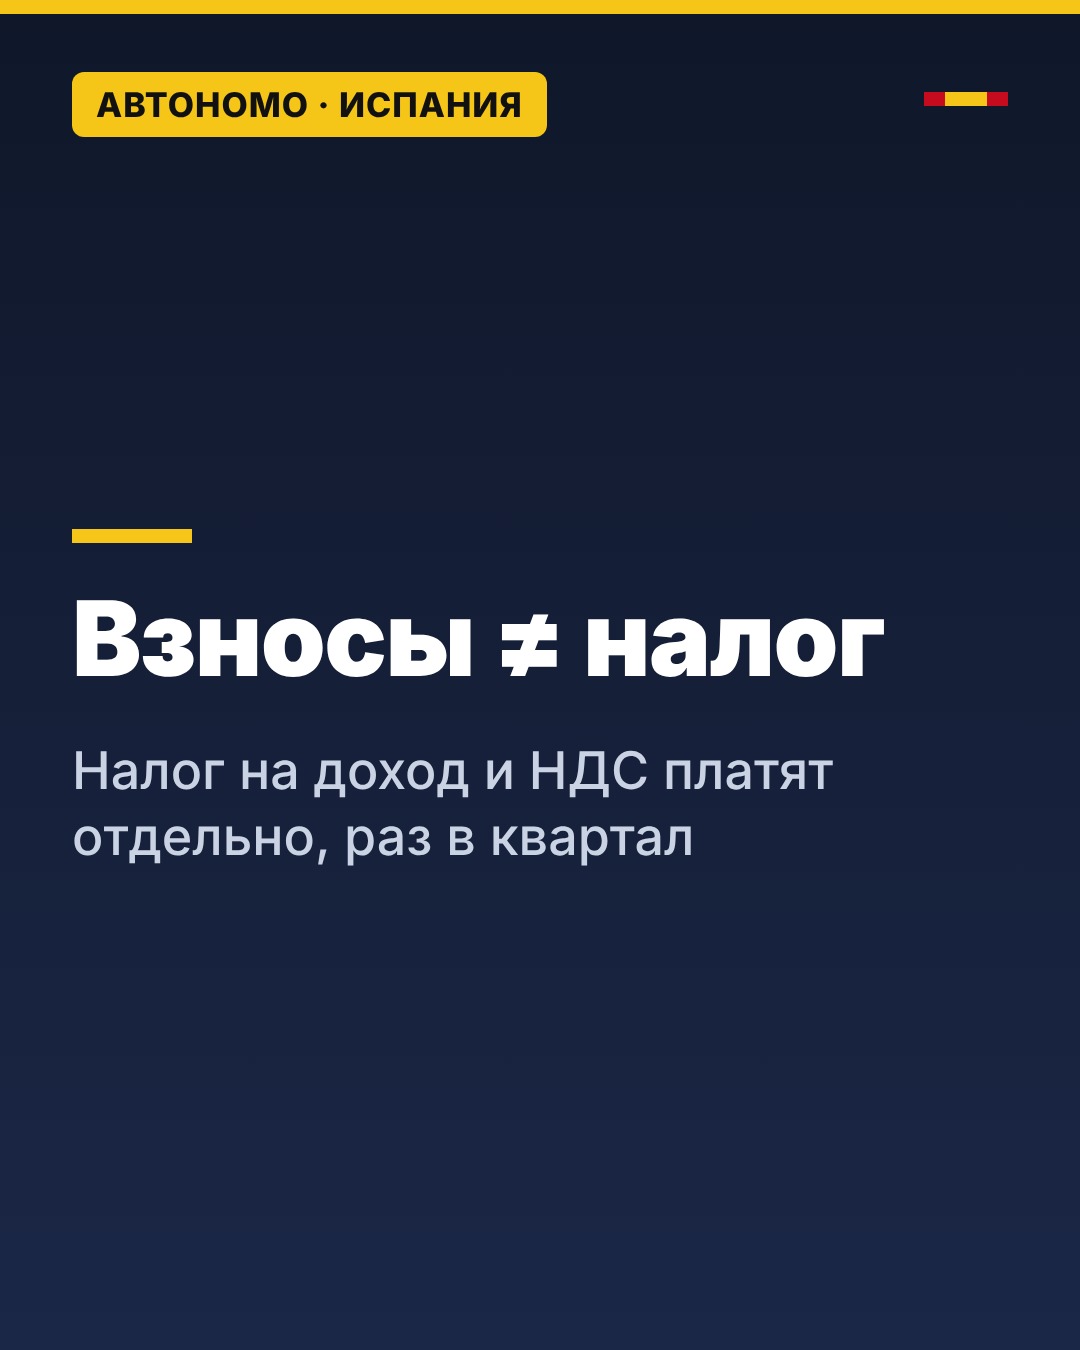 АВТОНОМО · ИСПАНИЯ
Взносы ≠ налог
Налог на доход и НДС платят
отдельно, раз в квартал